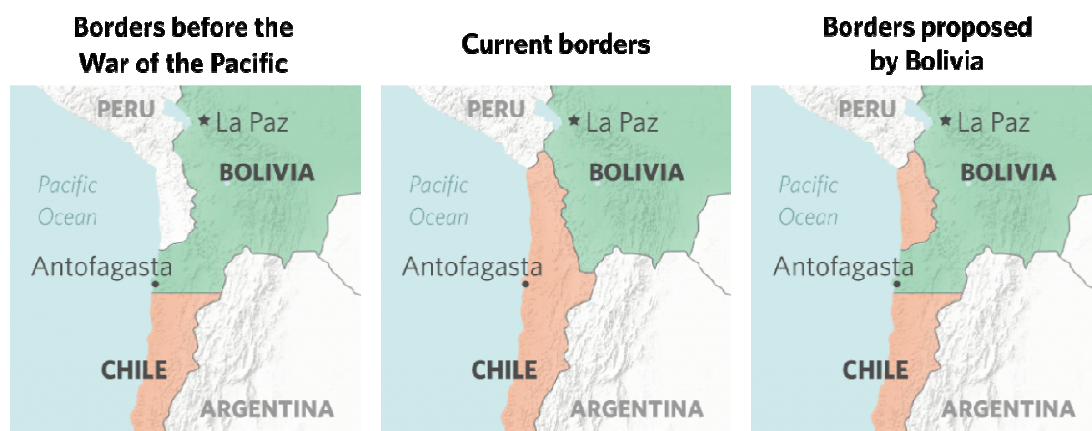 Borders before the
War of the Pacific
PERU
La Paz
BOLIVIA
Pacific
Ocean
Antofagasta
CHILE
ARGENTINA
Current borders
PERU
La Paz
BOLIVIA
Pacific
Ocean
Antofagasta
CHILE
ARGENTINA
Borders proposed
by Bolivia
PERU
La Paz
BOLIVIA
Pacific
Ocean
Antofagasta
CHILE
ARGENTINA